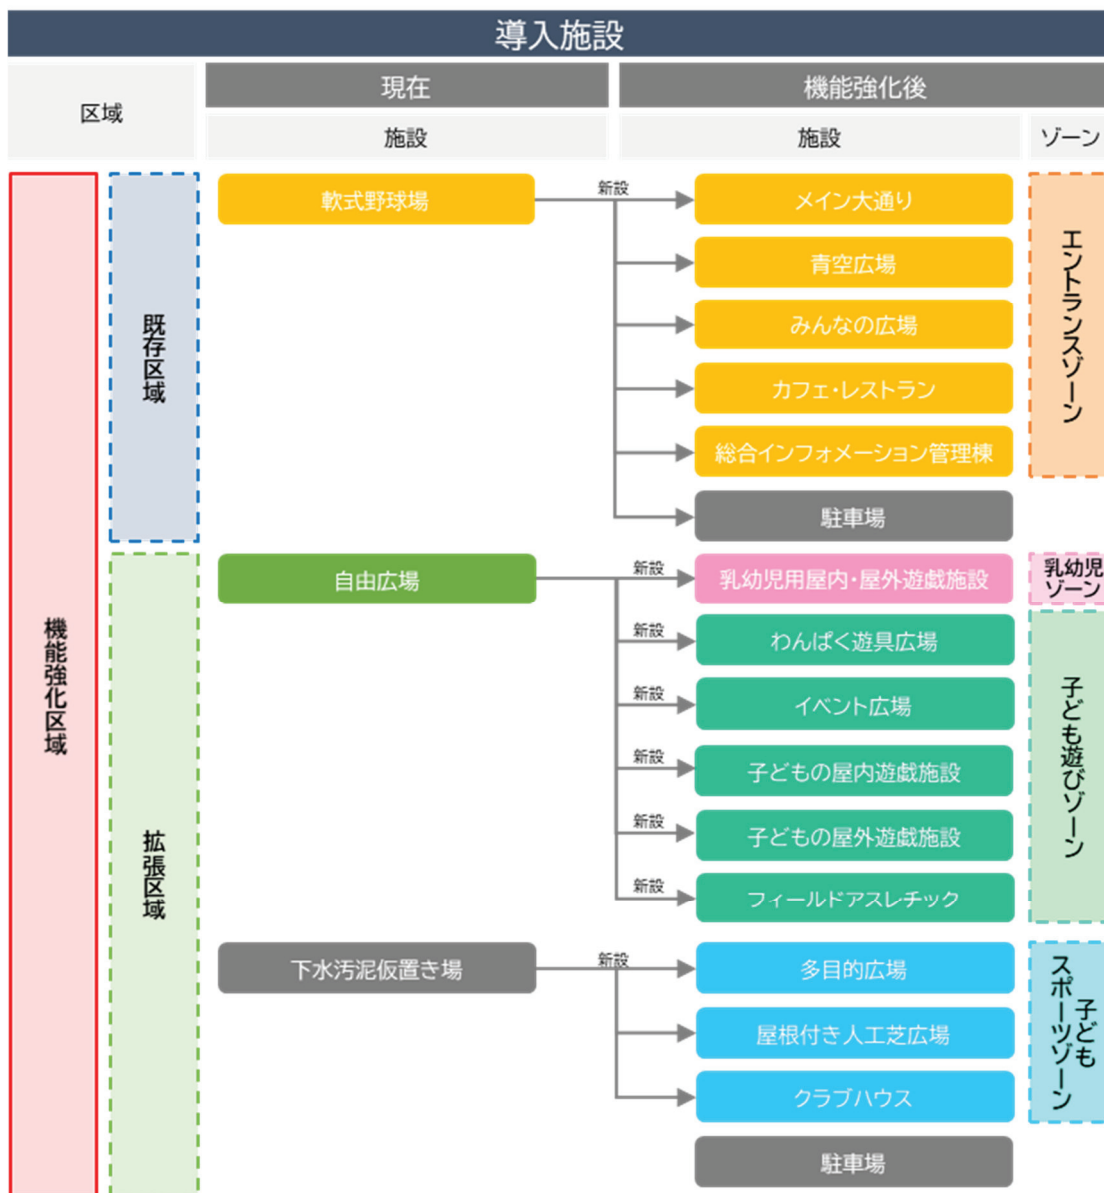 導入施設
区域
現在
機能強化後
施設
施設
ゾーン
機能強化区域
既存区域
軟式野球場
新設
メイン大通り
青空広場
みんなの広場
カフェ・レストラン
総合インフォメーション管理棟
駐車場
エントランスゾーン
拡張区域
自由広場
新設
乳幼児用屋内・屋外遊戯施設
乳幼児
ゾーン
新設
わんぱく遊具広場
新設
イベント広場
新設
子どもの屋内遊戯施設
新設
子どもの屋外遊戯施設
新設
フィールドアスレチック
子ども遊びゾーン
下水汚泥仮置き場
新設
多目的広場
屋根付き人工芝広場
クラブハウス
駐車場
子ども
スポーツゾーン